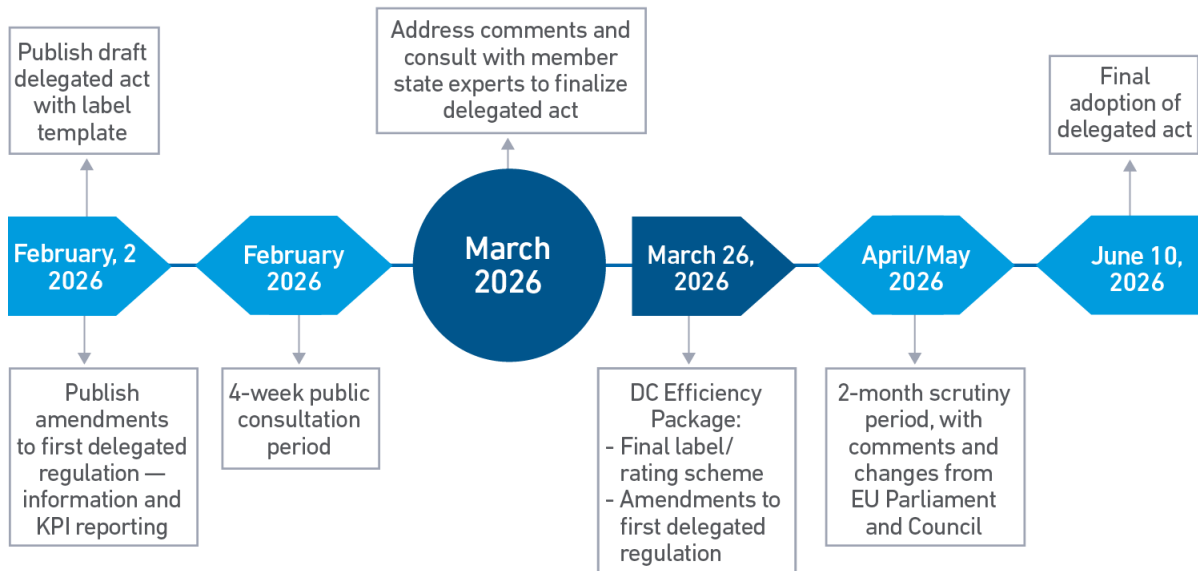 Publish draft
delegated act
with label
template
Address comments and
consult with member
state experts to finalize
delegated act
Final
adoption of
delegated act
February, 2
2026
February
2026
March
2026
March 26,
2026
April/May
2026
June 10,
2026
Publish
amendments
to first delegated
regulation —
information and
KPI reporting
4-week public
consultation
period
DC Efficiency
Package:
- Final label/
rating scheme
- Amendments to
first delegated
regulation
2-month scrutiny
period, with
comments and
changes from
EU Parliament
and Council